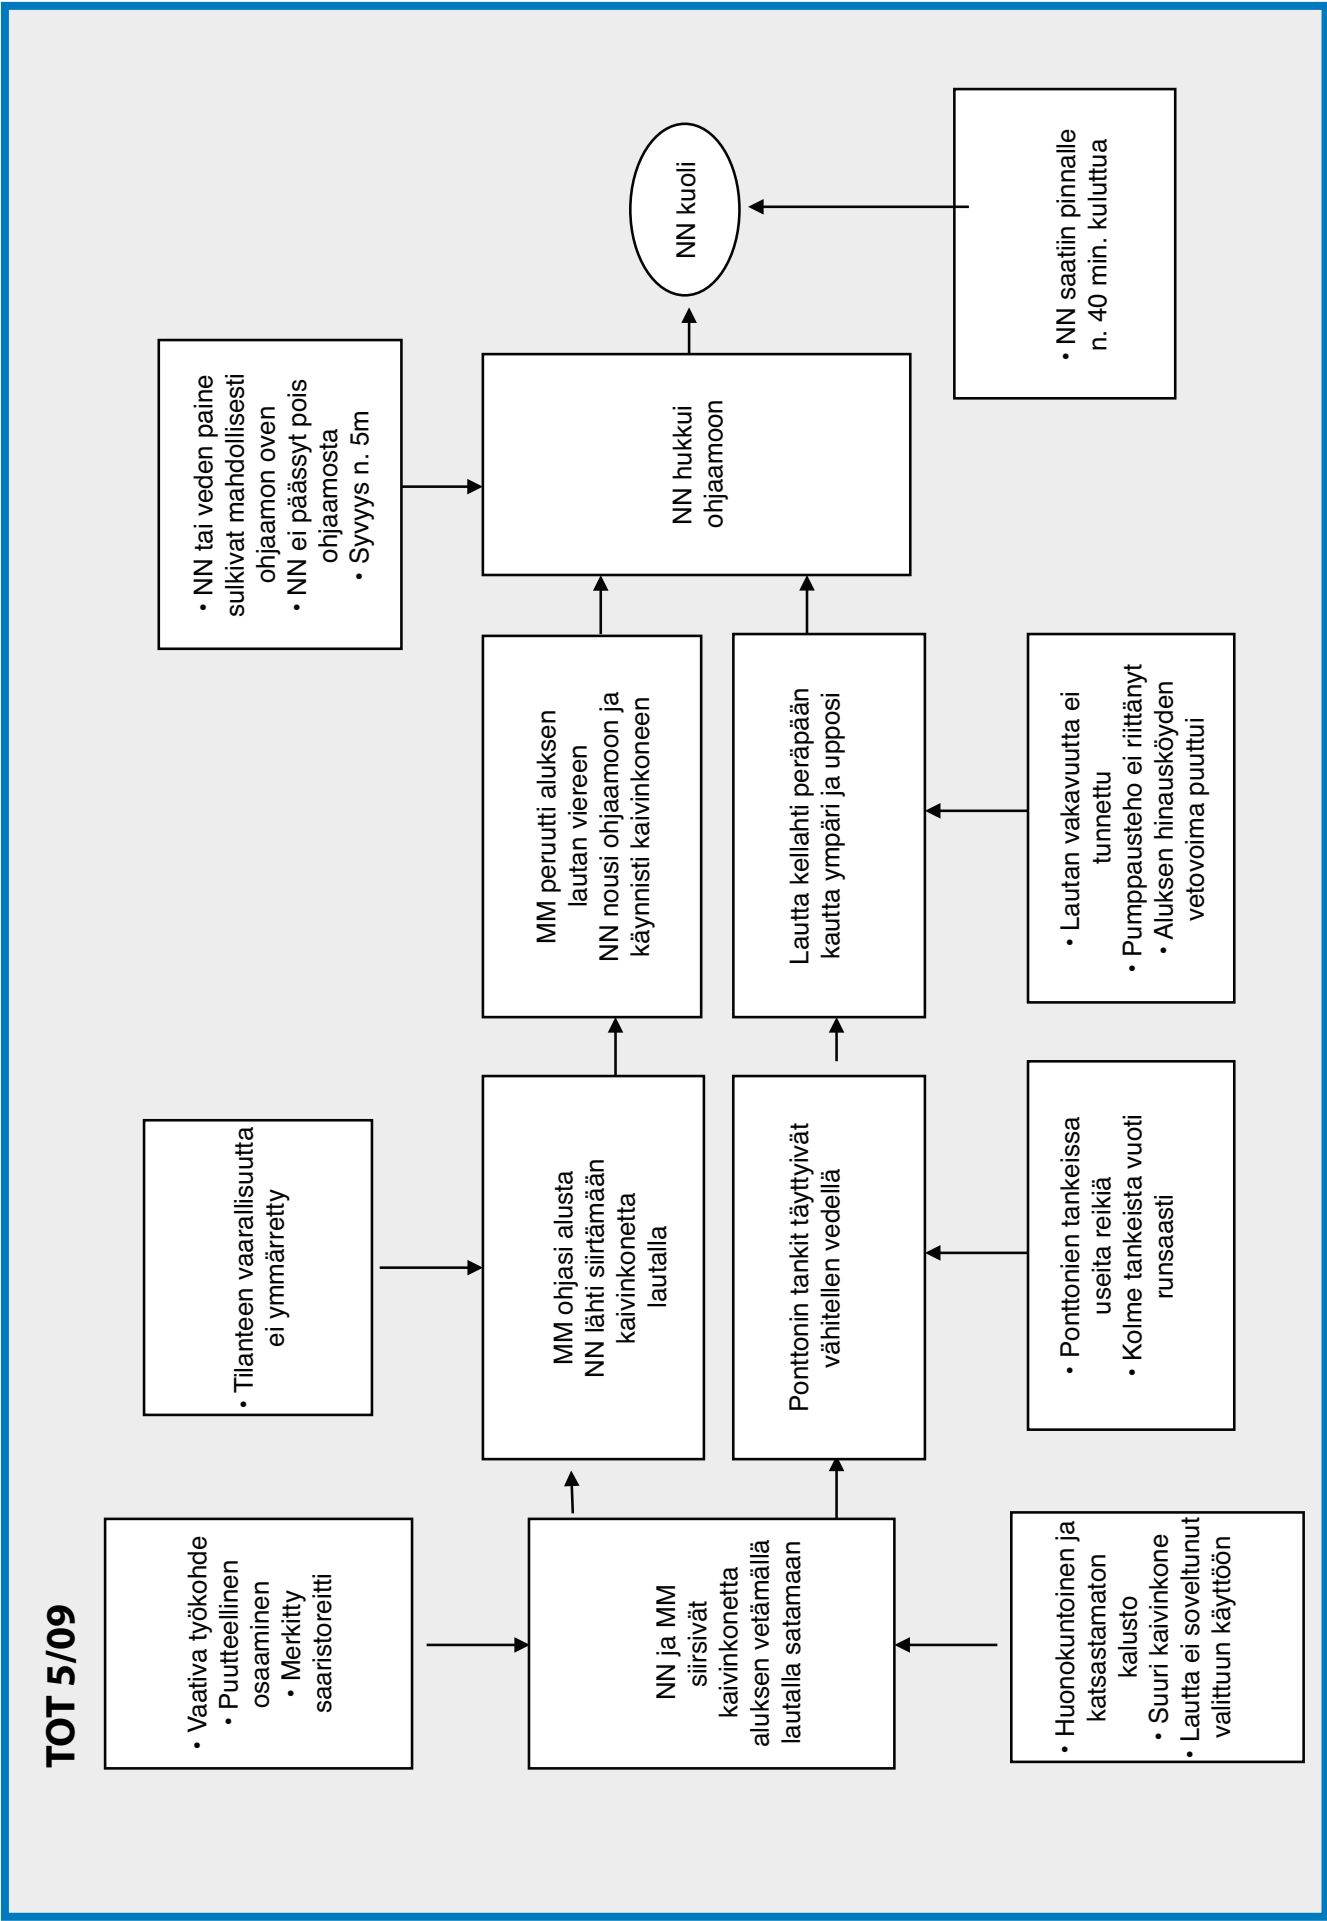 TOT 5/09
• Vaativa työkohde
• Puutteellinen
osaaminen
• Merkitty
saaristoreitti
NN ja MM
siirsivät
kaivinkonetta
aluksen vetämällä
lautalla satamaan
• Huonokuntoinen ja
katsastamaton
kalusto
• Suuri kaivinkone
• Lautta ei soveltunut
valittuun käyttöön
• Tilanteen vaarallisuutta
ei ymmärretty
MM ohjasi alusta
NN lähti siirtämään
kaivinkonetta
lautalla
Ponttonin tankit täyttyivät
vähitellen vedellä
• Ponttonien tankeissa
useita reikiä
• Kolme tankeista vuoti
runsaasti
MM peruutti aluksen
lautan viereen
NN nousi ohjaamoon ja
käynnisti kaivinkoneen
Lautta kellahti peräpään
kautta ympäri ja upposi
• Lautan vakavuutta ei
tunnettu
• Pumppausteho ei riittänyt
• Aluksen hinausköyden
vetovoima puuttui
• NN tai veden paine
sulkivat mahdollisesti
ohjaamon oven
• NN ei päässyt pois
ohjaamosta
• Syvyys n. 5m
NN hukkui
ohjaamoon
NN kuoli
• NN saatiin pinnalle
n. 40 min. kuluttua